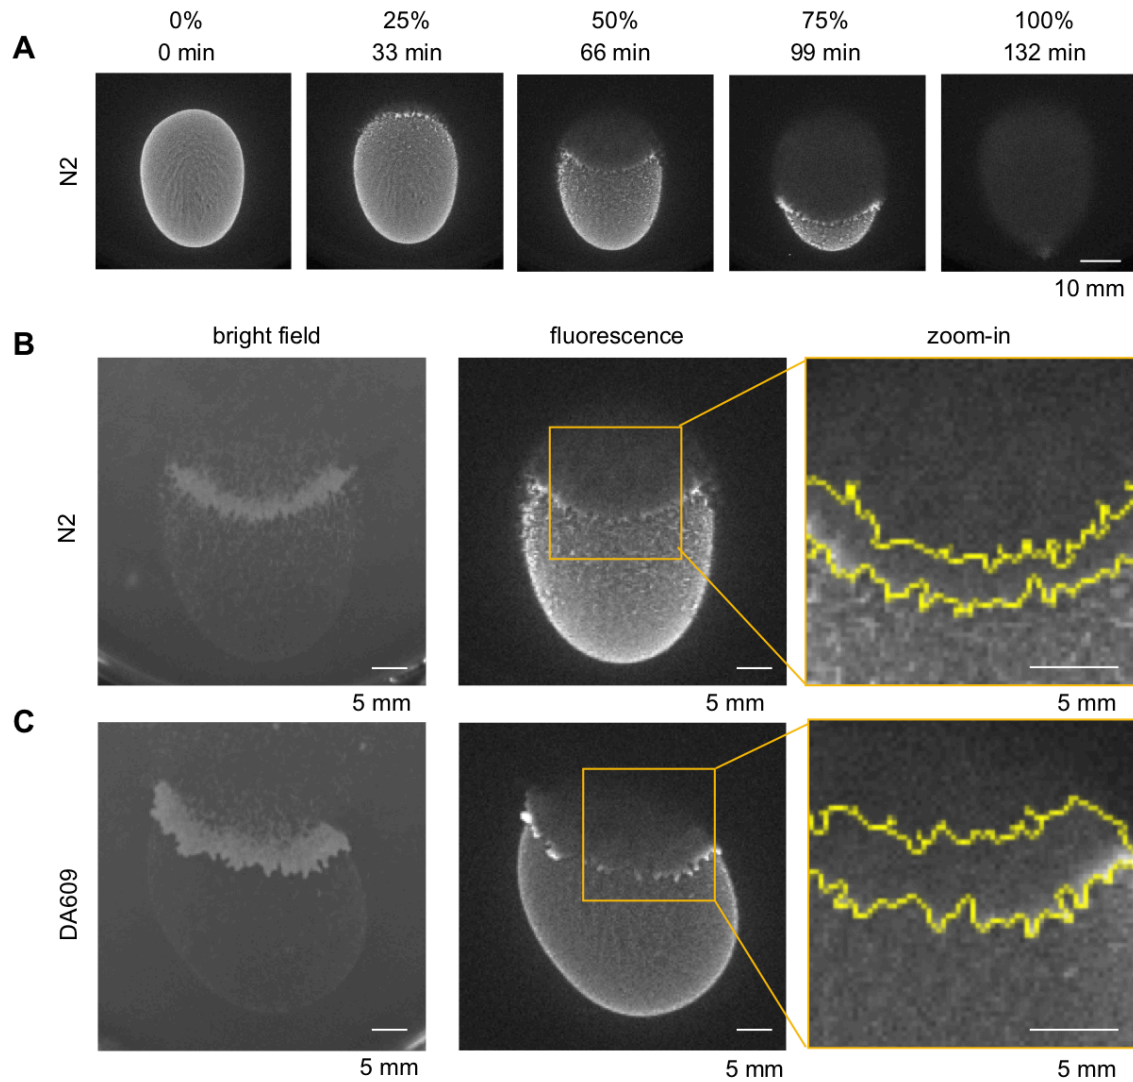 0% 25% 50% 75% 100%
A 0 min 33 min 66 min 99 min 132 min
N2
10 mm
B bright field fluorescence zoom-in
N2
5 mm 5 mm 5 mm
C
DA609
5 mm 5 mm 5 mm